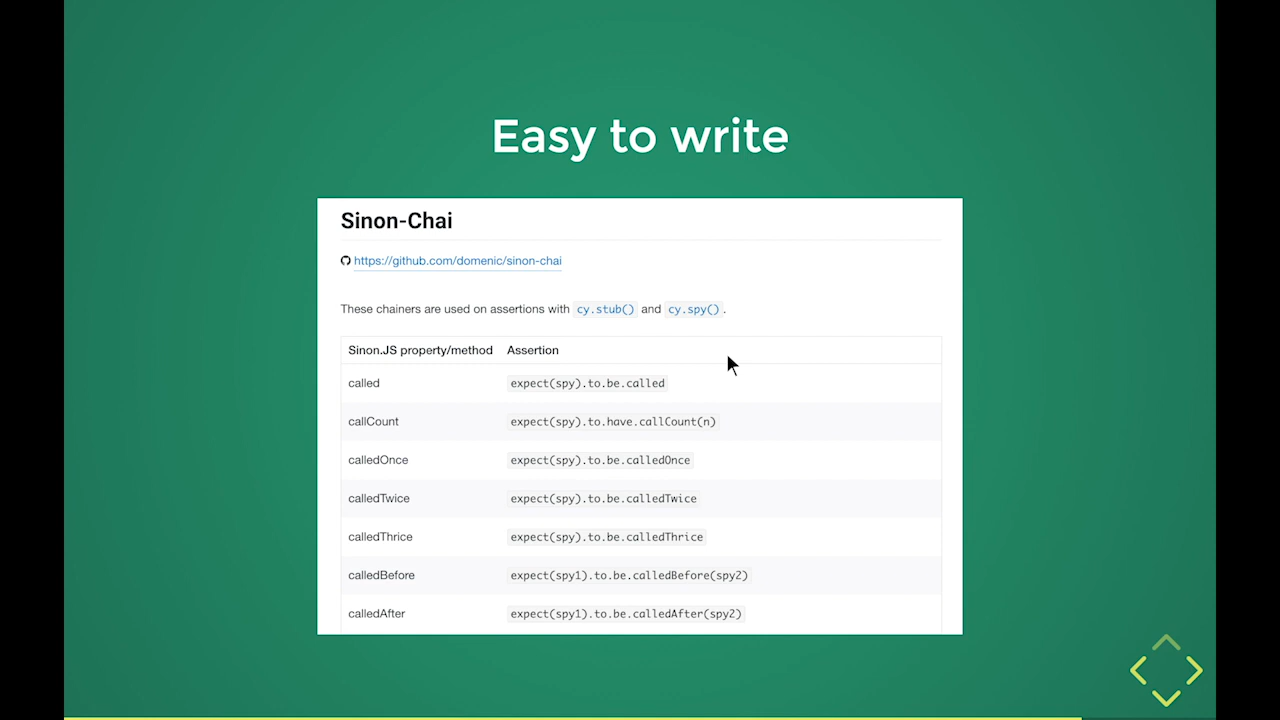 Easy to write
Sinon-Chai
https://github.com/domenic/sinon-chai
These chainers are used on assertions with cy.stub() and cy.spy().
Sinon.JS property/method Assertion
called expect(spy).to.be.called
callCount expect(spy).to.have.callCount(n)
calledOnce expect(spy).to.be.calledOnce
calledTwice expect(spy).to.be.calledTwice
calledThrice expect(spy).to.be.calledThrice
calledBefore expect(spy1).to.be.calledBefore(spy2)
calledAfter expect(spy1).to.be.calledAfter(spy2)